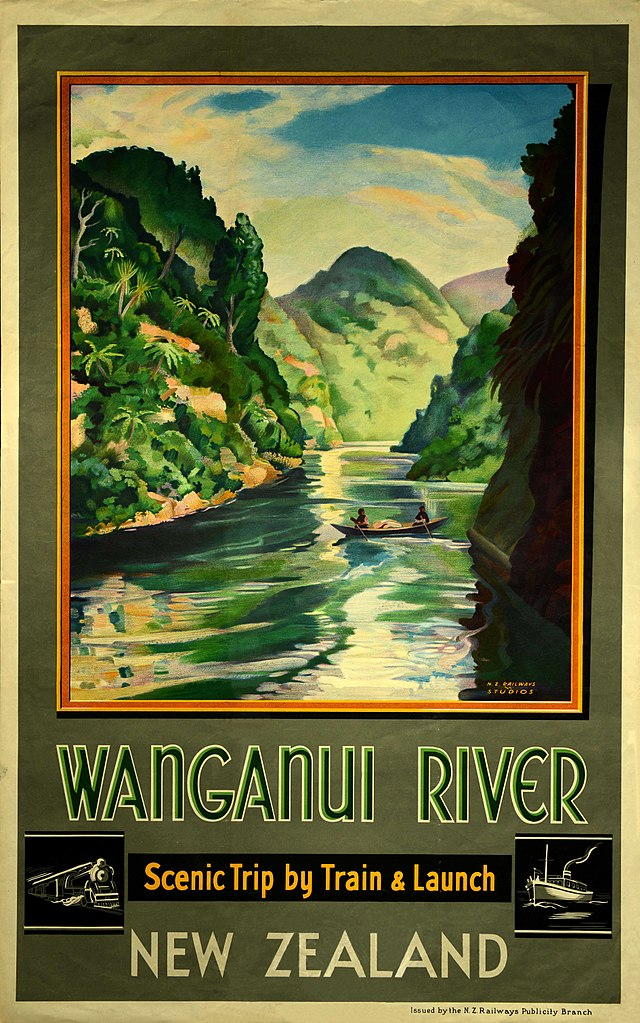 N.Z. RAILWAYS
STUDIOS
WANGANUI RIVER
Scenic Trip by Train & Launch
NEW ZEALAND
Issued by the N.Z. Railways Publicity Branch